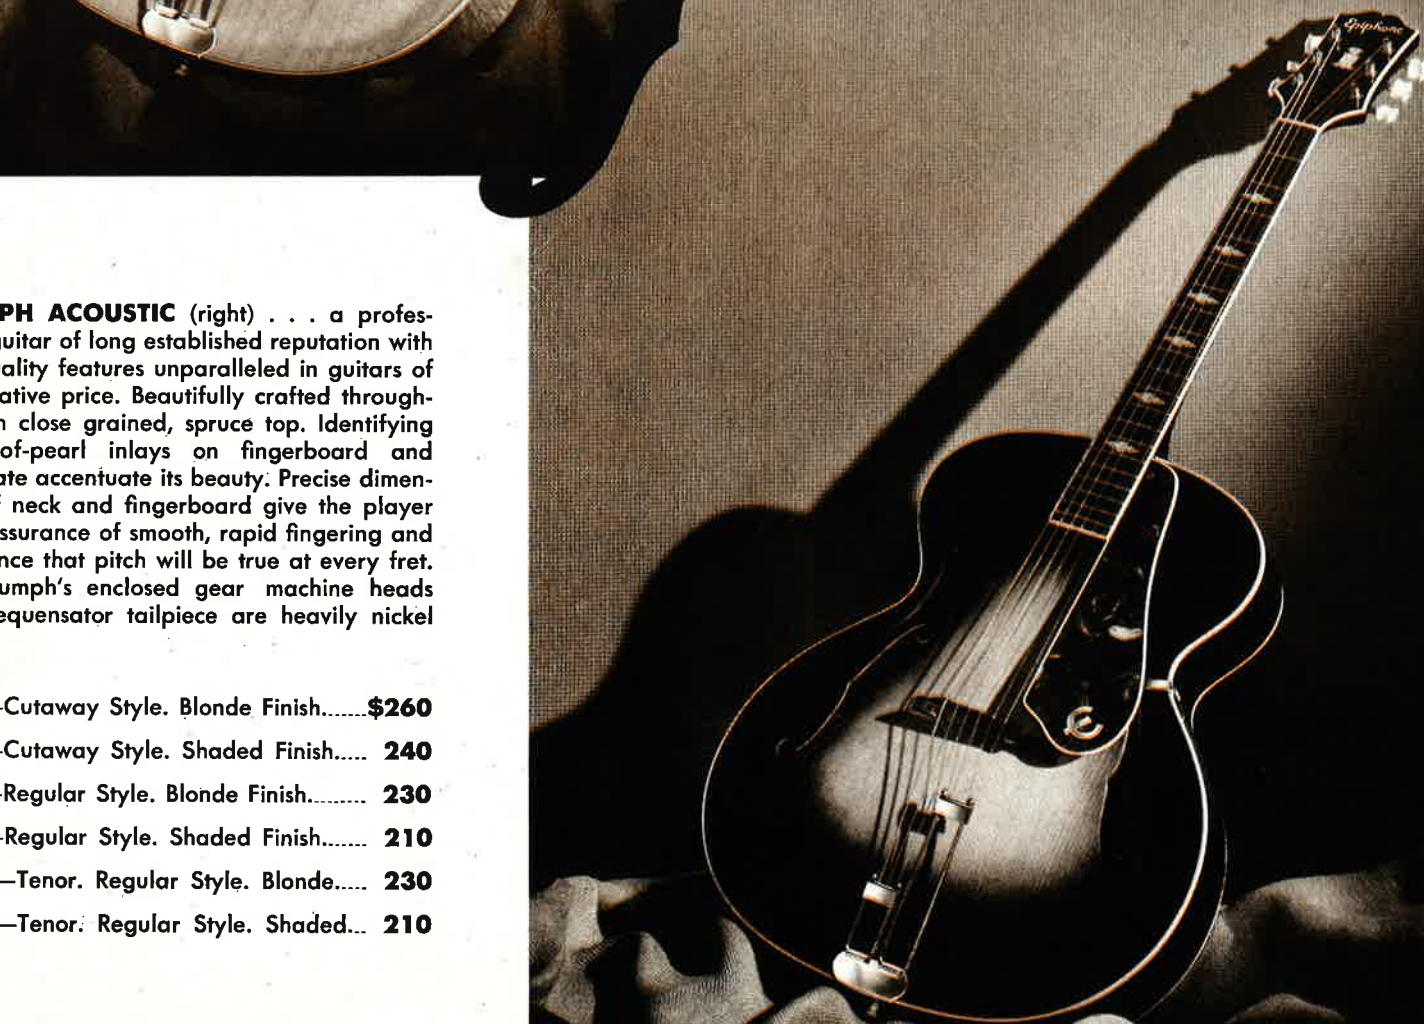 Epiphone
PH ACOUSTIC (right) . . . a profes-
uitar of long established reputation with
ality features unparalleled in guitars of
ative price. Beautifully crafted through-
close grained, spruce top. Identifying
of-pearl inlays on fingerboard and
ate accentuate its beauty. Precise dimen-
neck and fingerboard give the player
ssurance of smooth, rapid fingering and
nce that pitch will be true at every fret.
umph's enclosed gear machine heads
equensator tailpiece are heavily nickel
-Cutaway Style. Blonde Finish.......$260
-Cutaway Style. Shaded Finish..... 240
-Regular Style. Blonde Finish......... 230
-Regular Style. Shaded Finish....... 210
—Tenor. Regular Style. Blonde..... 230
—Tenor. Regular Style. Shaded... 210